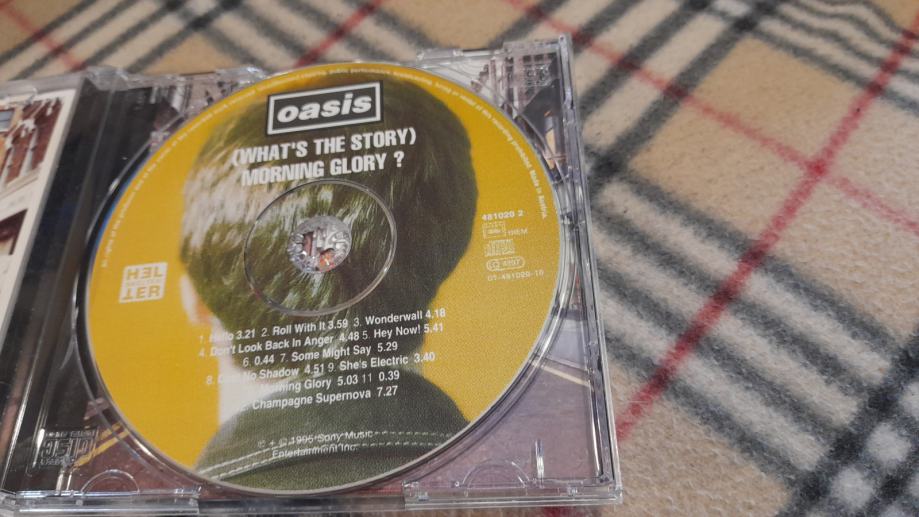 oasis
(WHAT'S THE STORY)
MORNING GLORY ?
481020 2
01-481020-10
HEL
TER
1. Hello 3.21 2. Roll With It 3.59 3. Wonderwall 4.18
4. Don't Look Back In Anger 4.48 5. Hey Now! 5.41
6. 0.44 7. Some Might Say 5.29
8. No Shadow 4.51 9. She's Electric 3.40
Morning Glory 5.03 11. 0.39
Champagne Supernova 7.27
1995 Sony Music
Entertainment Inc.
Made in Austria